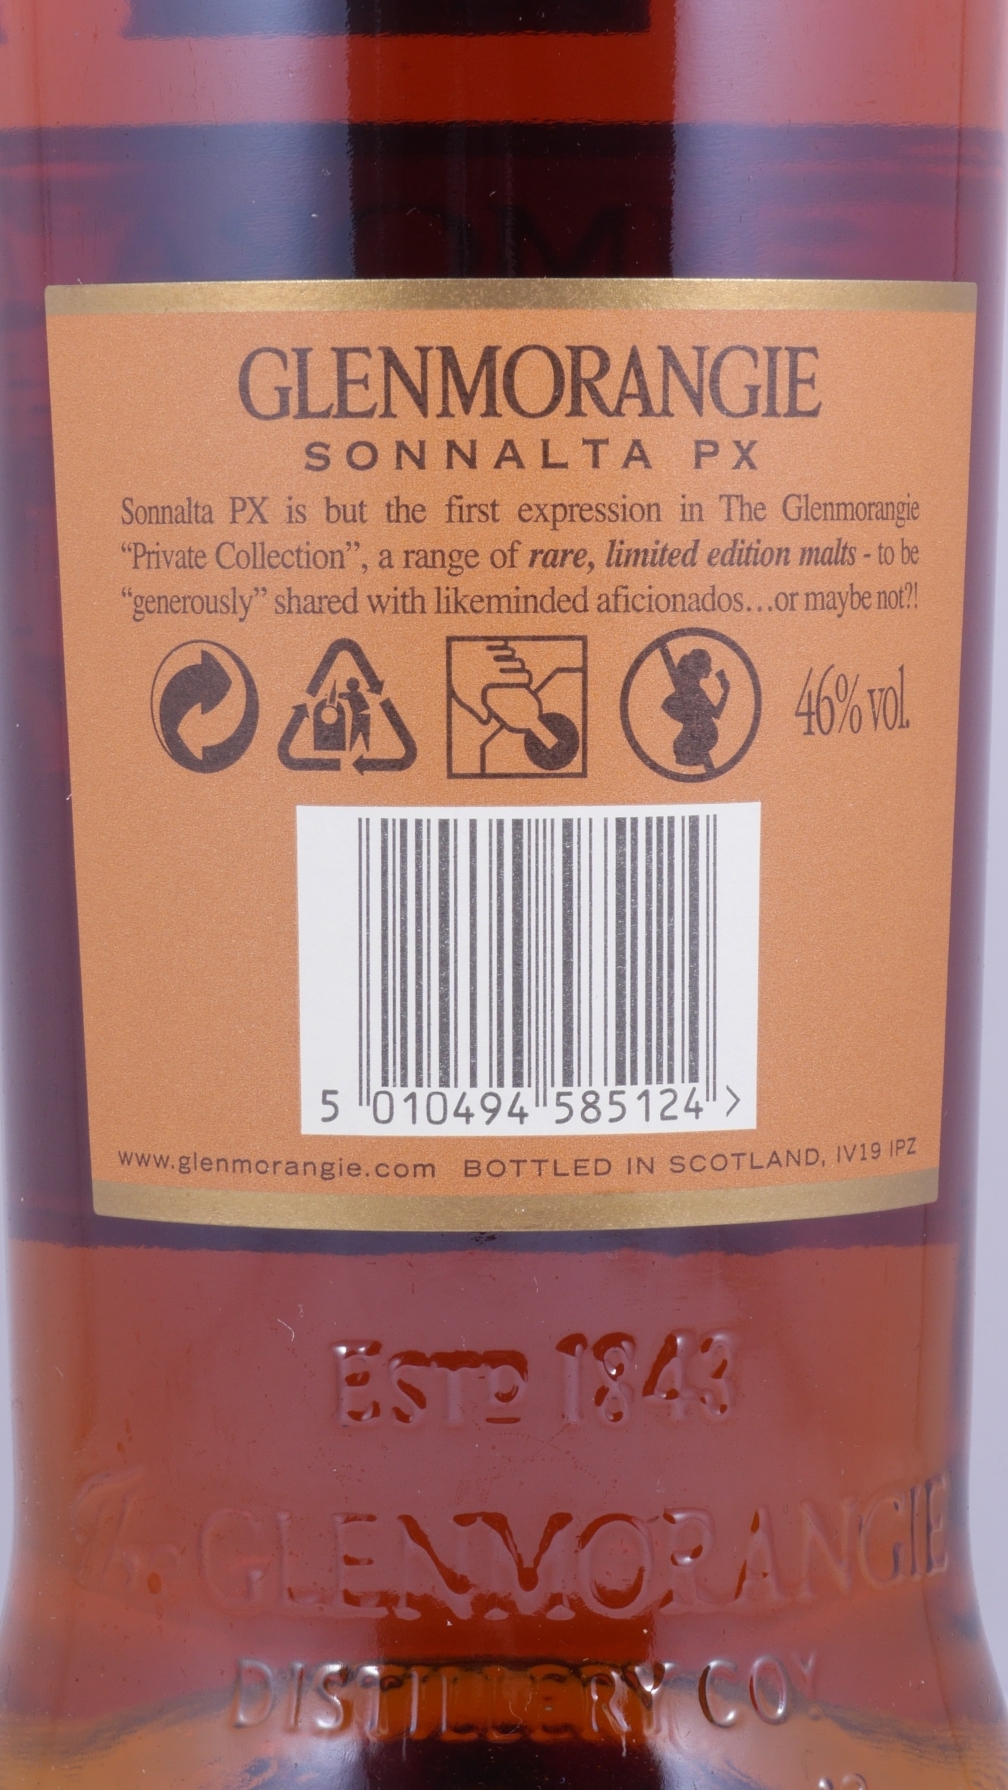 GLENMORANGIE
SONNALTA PX
Sonnalta PX is but the first expression in The Glenmorangie
“Private Collection”, a range of rare, limited edition malts - to be
“generously” shared with likeminded aficionados...or maybe not?!
46% vol.
5 010494 585124 >
www.glenmorangie.com BOTTLED IN SCOTLAND, IV19 1PZ
ESTD 1843
The GLENMORANGIE
DISTILLERY COY